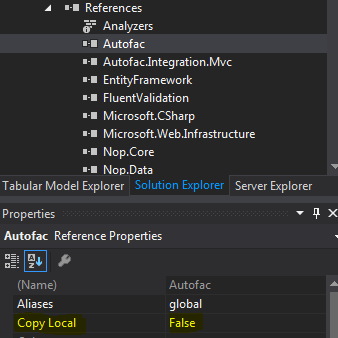 References
Analyzers
Autofac
Autofac.Integration.Mvc
EntityFramework
FluentValidation
Microsoft.CSharp
Microsoft.Web.Infrastructure
Nop.Core
Nop.Data
Tabular Model Explorer Solution Explorer Server Explorer
Properties
Autofac Reference Properties
(Name) Autofac
Aliases global
Copy Local False